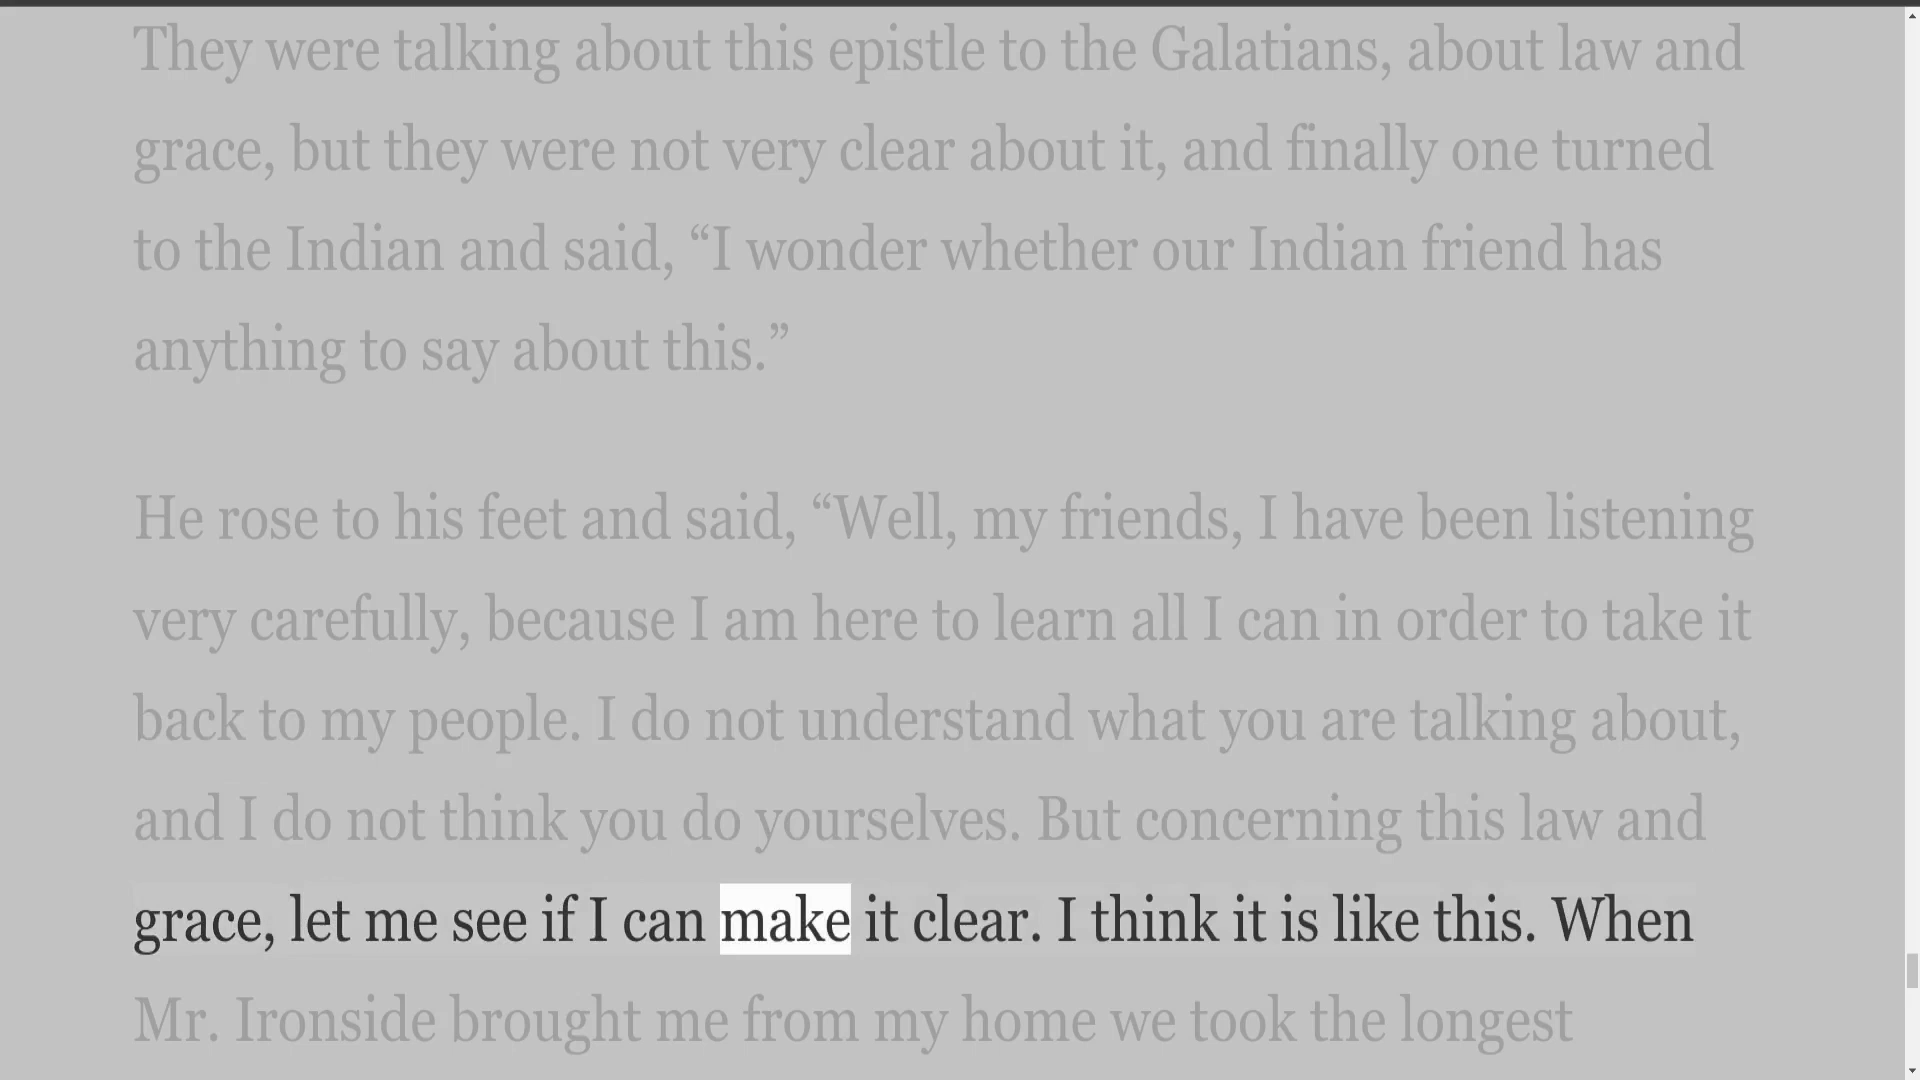 They were talking about this epistle to the Galatians, about law and
grace, but they were not very clear about it, and finally one turned
to the Indian and said, “I wonder whether our Indian friend has
anything to say about this.”
He rose to his feet and said, “Well, my friends, I have been listening
very carefully, because I am here to learn all I can in order to take it
back to my people. I do not understand what you are talking about,
and I do not think you do yourselves. But concerning this law and
grace, let me see if I can make it clear. I think it is like this. When
Mr. Ironside brought me from my home we took the longest